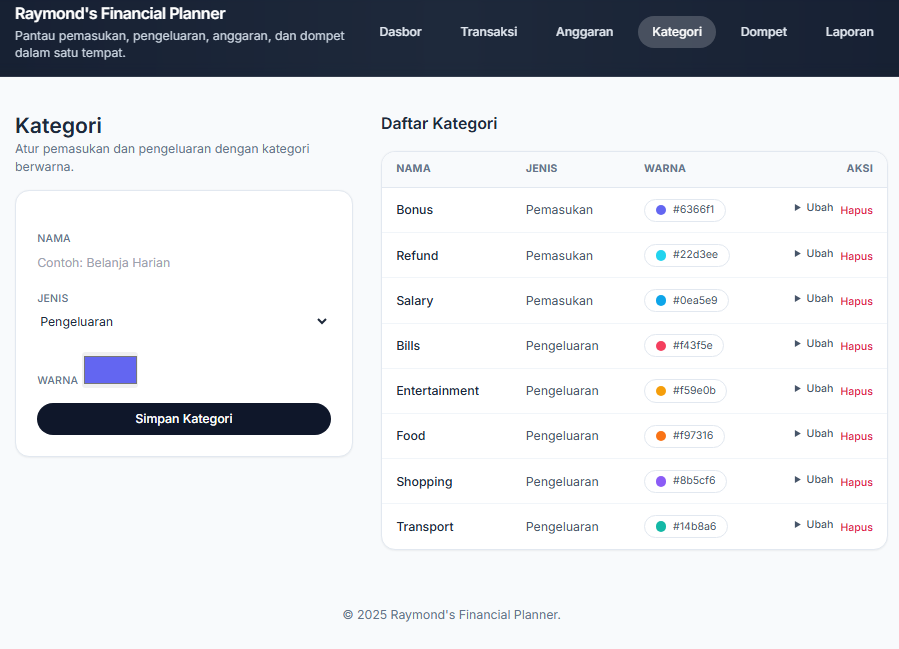 Raymond's Financial Planner
Pantau pemasukan, pengeluaran, anggaran, dan dompet
dalam satu tempat.
Dasbor Transaksi Anggaran Kategori Dompet Laporan
Kategori
Atur pemasukan dan pengeluaran dengan kategori
berwarna.
NAMA
Contoh: Belanja Harian
JENIS
Pengeluaran
WARNA
Simpan Kategori
Daftar Kategori
NAMA JENIS WARNA AKSI
Bonus Pemasukan #6366f1 Ubah Hapus
Refund Pemasukan #22d3ee Ubah Hapus
Salary Pemasukan #0ea5e9 Ubah Hapus
Bills Pengeluaran #f43f5e Ubah Hapus
Entertainment Pengeluaran #f59e0b Ubah Hapus
Food Pengeluaran #f97316 Ubah Hapus
Shopping Pengeluaran #8b5cf6 Ubah Hapus
Transport Pengeluaran #14b8a6 Ubah Hapus
© 2025 Raymond's Financial Planner.